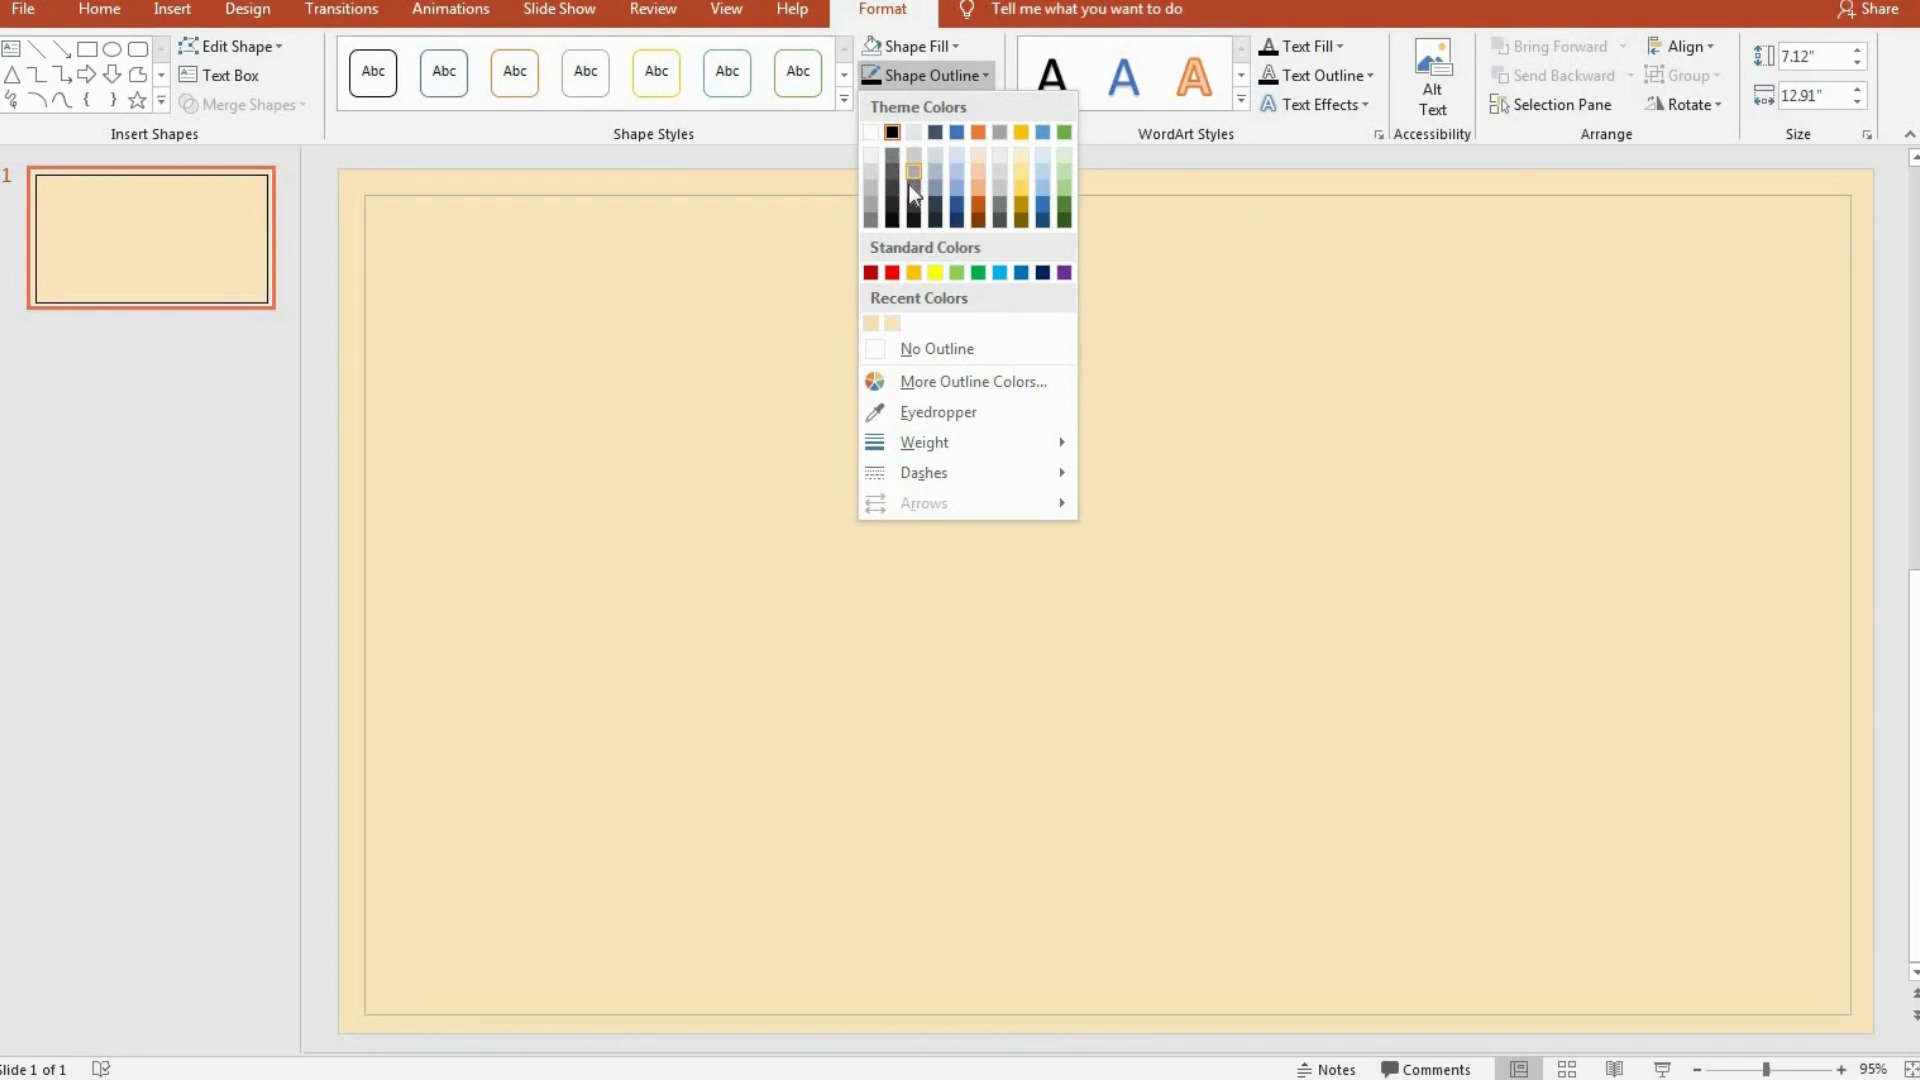 File Home Insert Design Transitions Animations Slide Show Review View Help Format Tell me what you want to do Share
Edit Shape
Text Box
Merge Shapes
Insert Shapes
Abc Abc Abc Abc Abc Abc Abc
Shape Styles
Shape Fill
Shape Outline
A A A
WordArt Styles
Text Fill
Text Outline
Text Effects
Alt
Text
Accessibility
Bring Forward
Send Backward
Selection Pane
Align
Group
Rotate
Arrange
7.12"
12.91"
Size
Theme Colors
Standard Colors
Recent Colors
No Outline
More Outline Colors...
Eyedropper
Weight
Dashes
Arrows
1
Slide 1 of 1
Notes Comments 95%